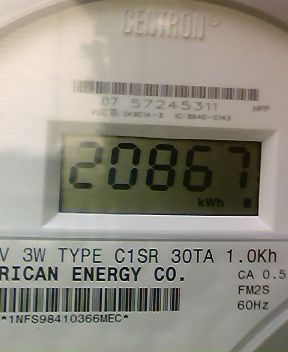 CENTRON
07 57245311
20867
kWh
V 3W TYPE C1SR 30TA 1.0Kh
RICAN ENERGY CO.
CA 0.5
FM2S
60Hz
*1NFS98410366MEC*